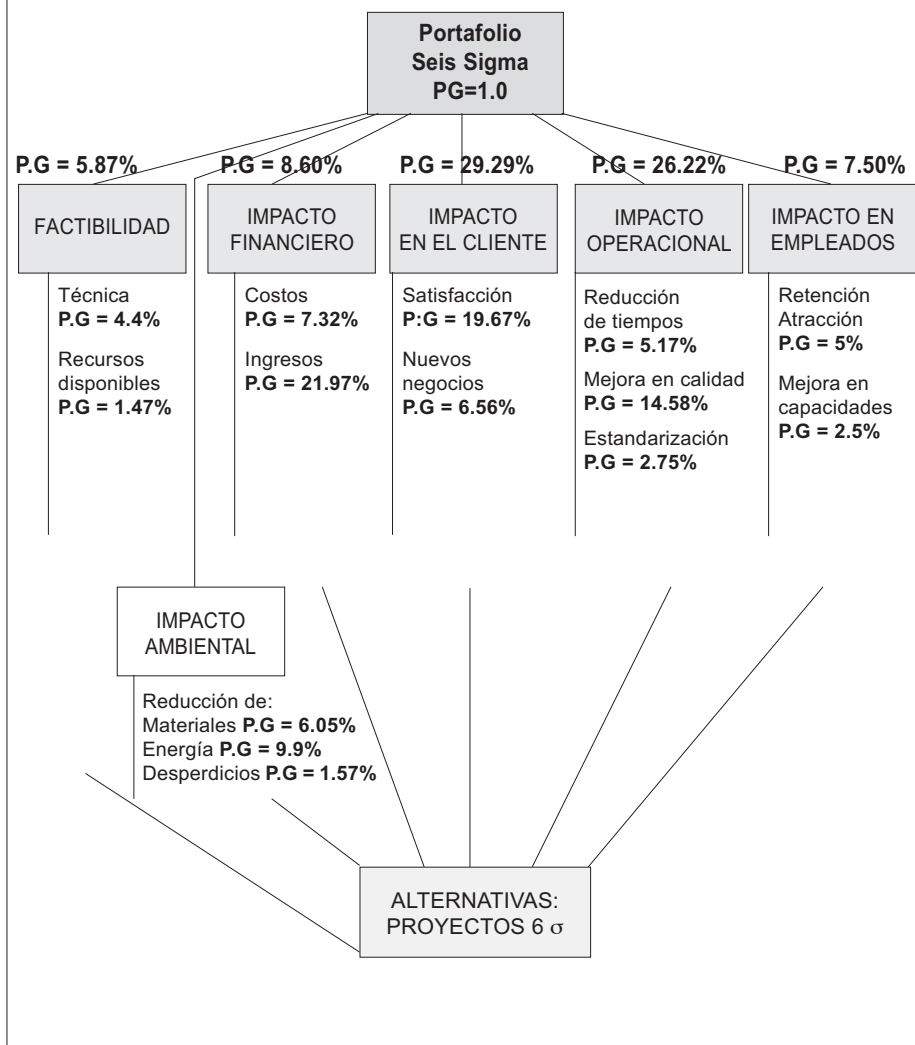 Portafolio
Seis Sigma
PG=1.0
P.G = 5.87%
P.G = 8.60%
P.G = 29.29%
P.G = 26.22%
P.G = 7.50%
FACTIBILIDAD
IMPACTO
FINANCIERO
IMPACTO
EN EL CLIENTE
IMPACTO
OPERACIONAL
IMPACTO EN
EMPLEADOS
Técnica
P.G = 4.4%
Recursos
disponibles
P.G = 1.47%
Costos
P.G = 7.32%
Ingresos
P.G = 21.97%
Satisfacción
P:G = 19.67%
Nuevos
negocios
P.G = 6.56%
Reducción
de tiempos
P.G = 5.17%
Mejora en calidad
P.G = 14.58%
Estandarización
P.G = 2.75%
Retención
Atracción
P.G = 5%
Mejora en
capacidades
P.G = 2.5%
IMPACTO
AMBIENTAL
Reducción de:
Materiales P.G = 6.05%
Energía P.G = 9.9%
Desperdicios P.G = 1.57%
ALTERNATIVAS:
PROYECTOS 6 σ